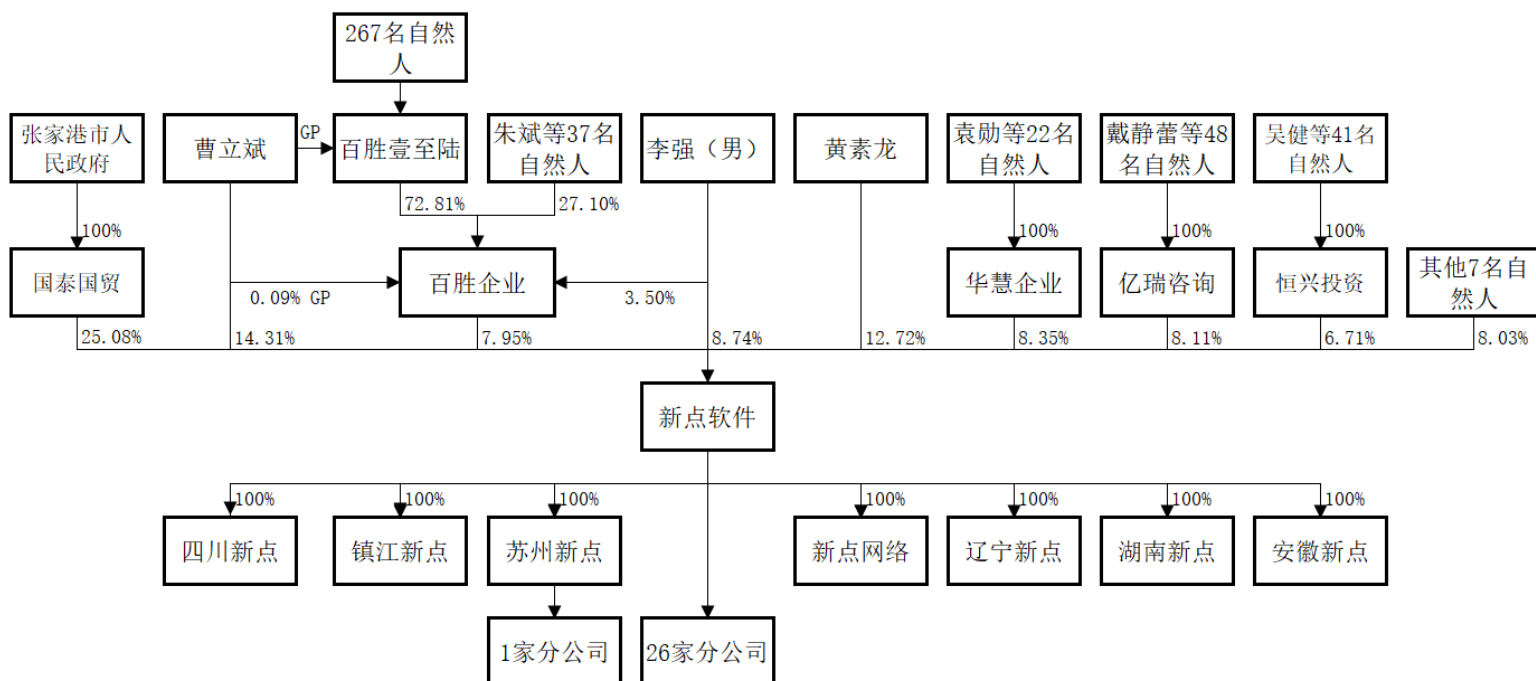 267名自然
人
张家港市人
民政府
曹立斌
GP
百胜壹至陆
朱斌等37名
自然人
李强（男）
黄素龙
袁勋等22名
自然人
戴静蕾等48
名自然人
吴健等41名
自然人
72.81%
27.10%
100%
100%
100%
100%
国泰国贸
0.09% GP
百胜企业
3.50%
华慧企业
亿瑞咨询
恒兴投资
其他7名自
然人
25.08%
14.31%
7.95%
8.74%
12.72%
8.35%
8.11%
6.71%
8.03%
新点软件
100%
100%
100%
100%
100%
100%
100%
四川新点
镇江新点
苏州新点
新点网络
辽宁新点
湖南新点
安徽新点
1家分公司
26家分公司